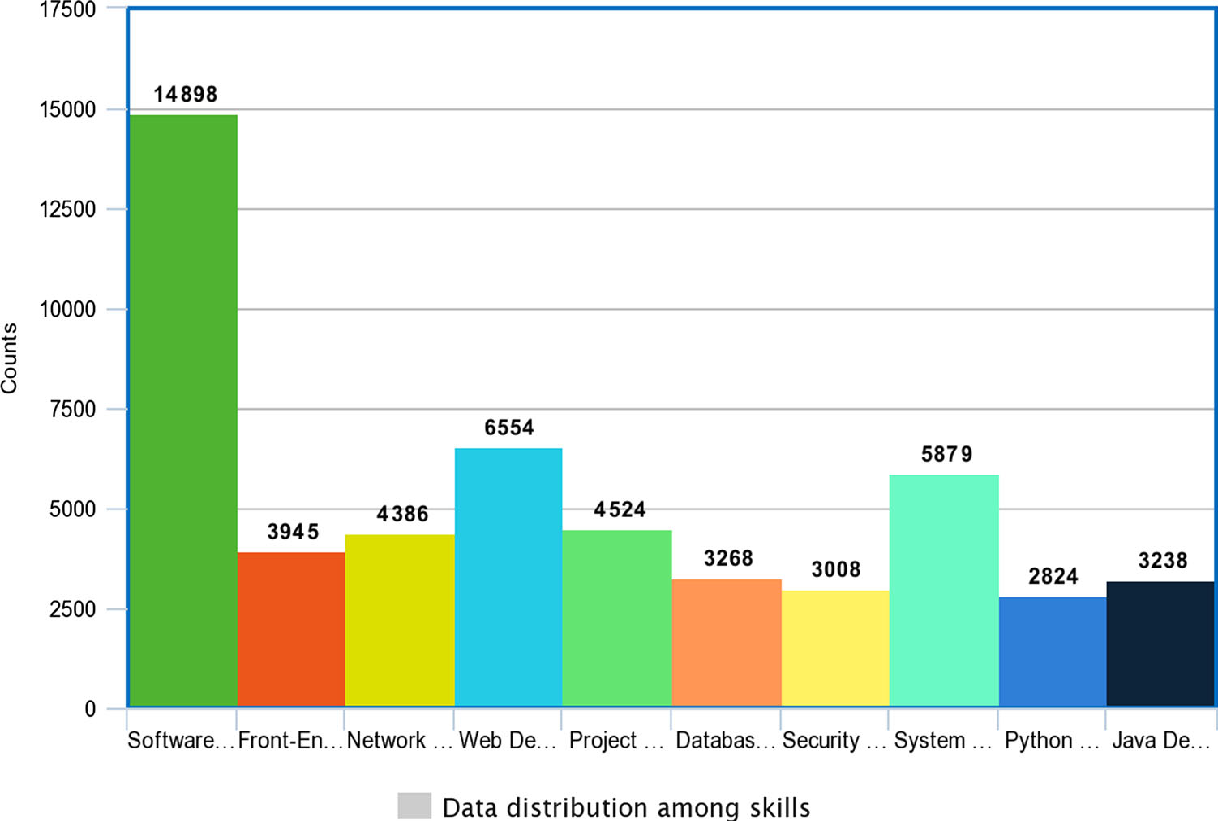 17500
15000
12500
10000
7500
5000
2500
0
Counts
14898
3945
4386
6554
4524
3268
3008
5879
2824
3238
Software...
Front-En...
Network ...
Web De...
Project ...
Databas...
Security ...
System ...
Python ...
Java De...
Data distribution among skills